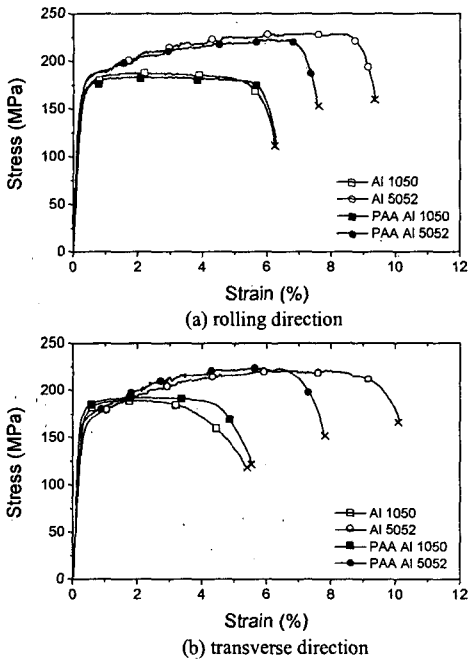 250
200
150
100
50
0
Stress (MPa)
Al 1050
Al 5052
PAA Al 1050
PAA Al 5052
0 2 4 6 8 10 12
Strain (%)
(a) rolling direction
250
200
150
100
50
0
Stress (MPa)
Al 1050
Al 5052
PAA Al 1050
PAA Al 5052
0 2 4 6 8 10 12
Strain (%)
(b) transverse direction